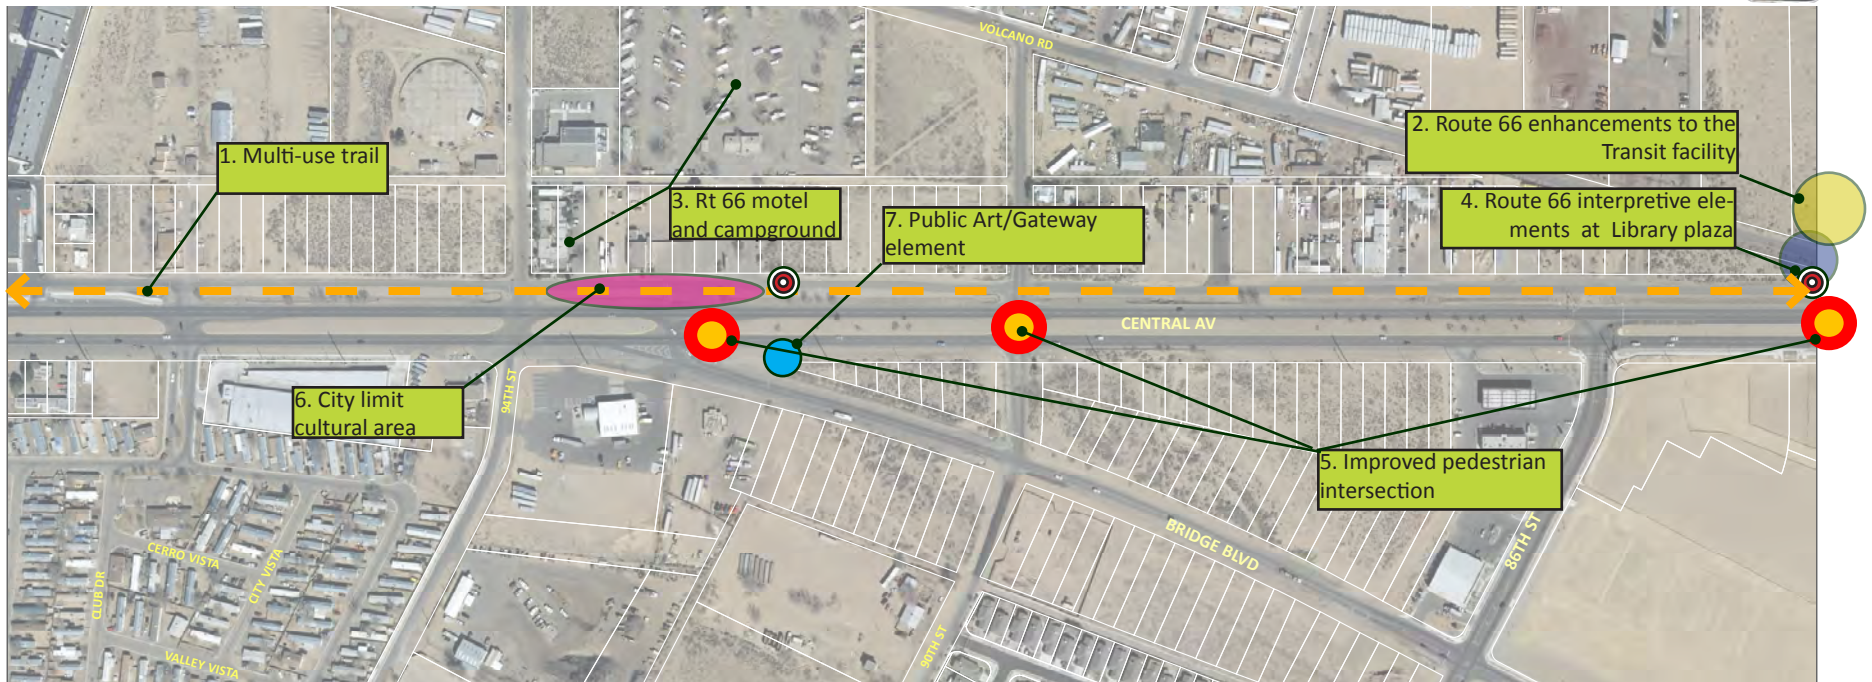 VOLCANO RD
2. Route 66 enhancements to the
Transit facility
1. Multi-use trail
3. Rt 66 motel
and campground
7. Public Art/Gateway
element
4. Route 66 interpretive ele-
ments at Library plaza
CENTRAL AV
6. City limit
cultural area
94TH ST
5. Improved pedestrian
intersection
BRIDGE BLVD
86TH ST
CERRO VISTA
CITY VISTA
CLUB DR
VALLEY VISTA
90TH ST